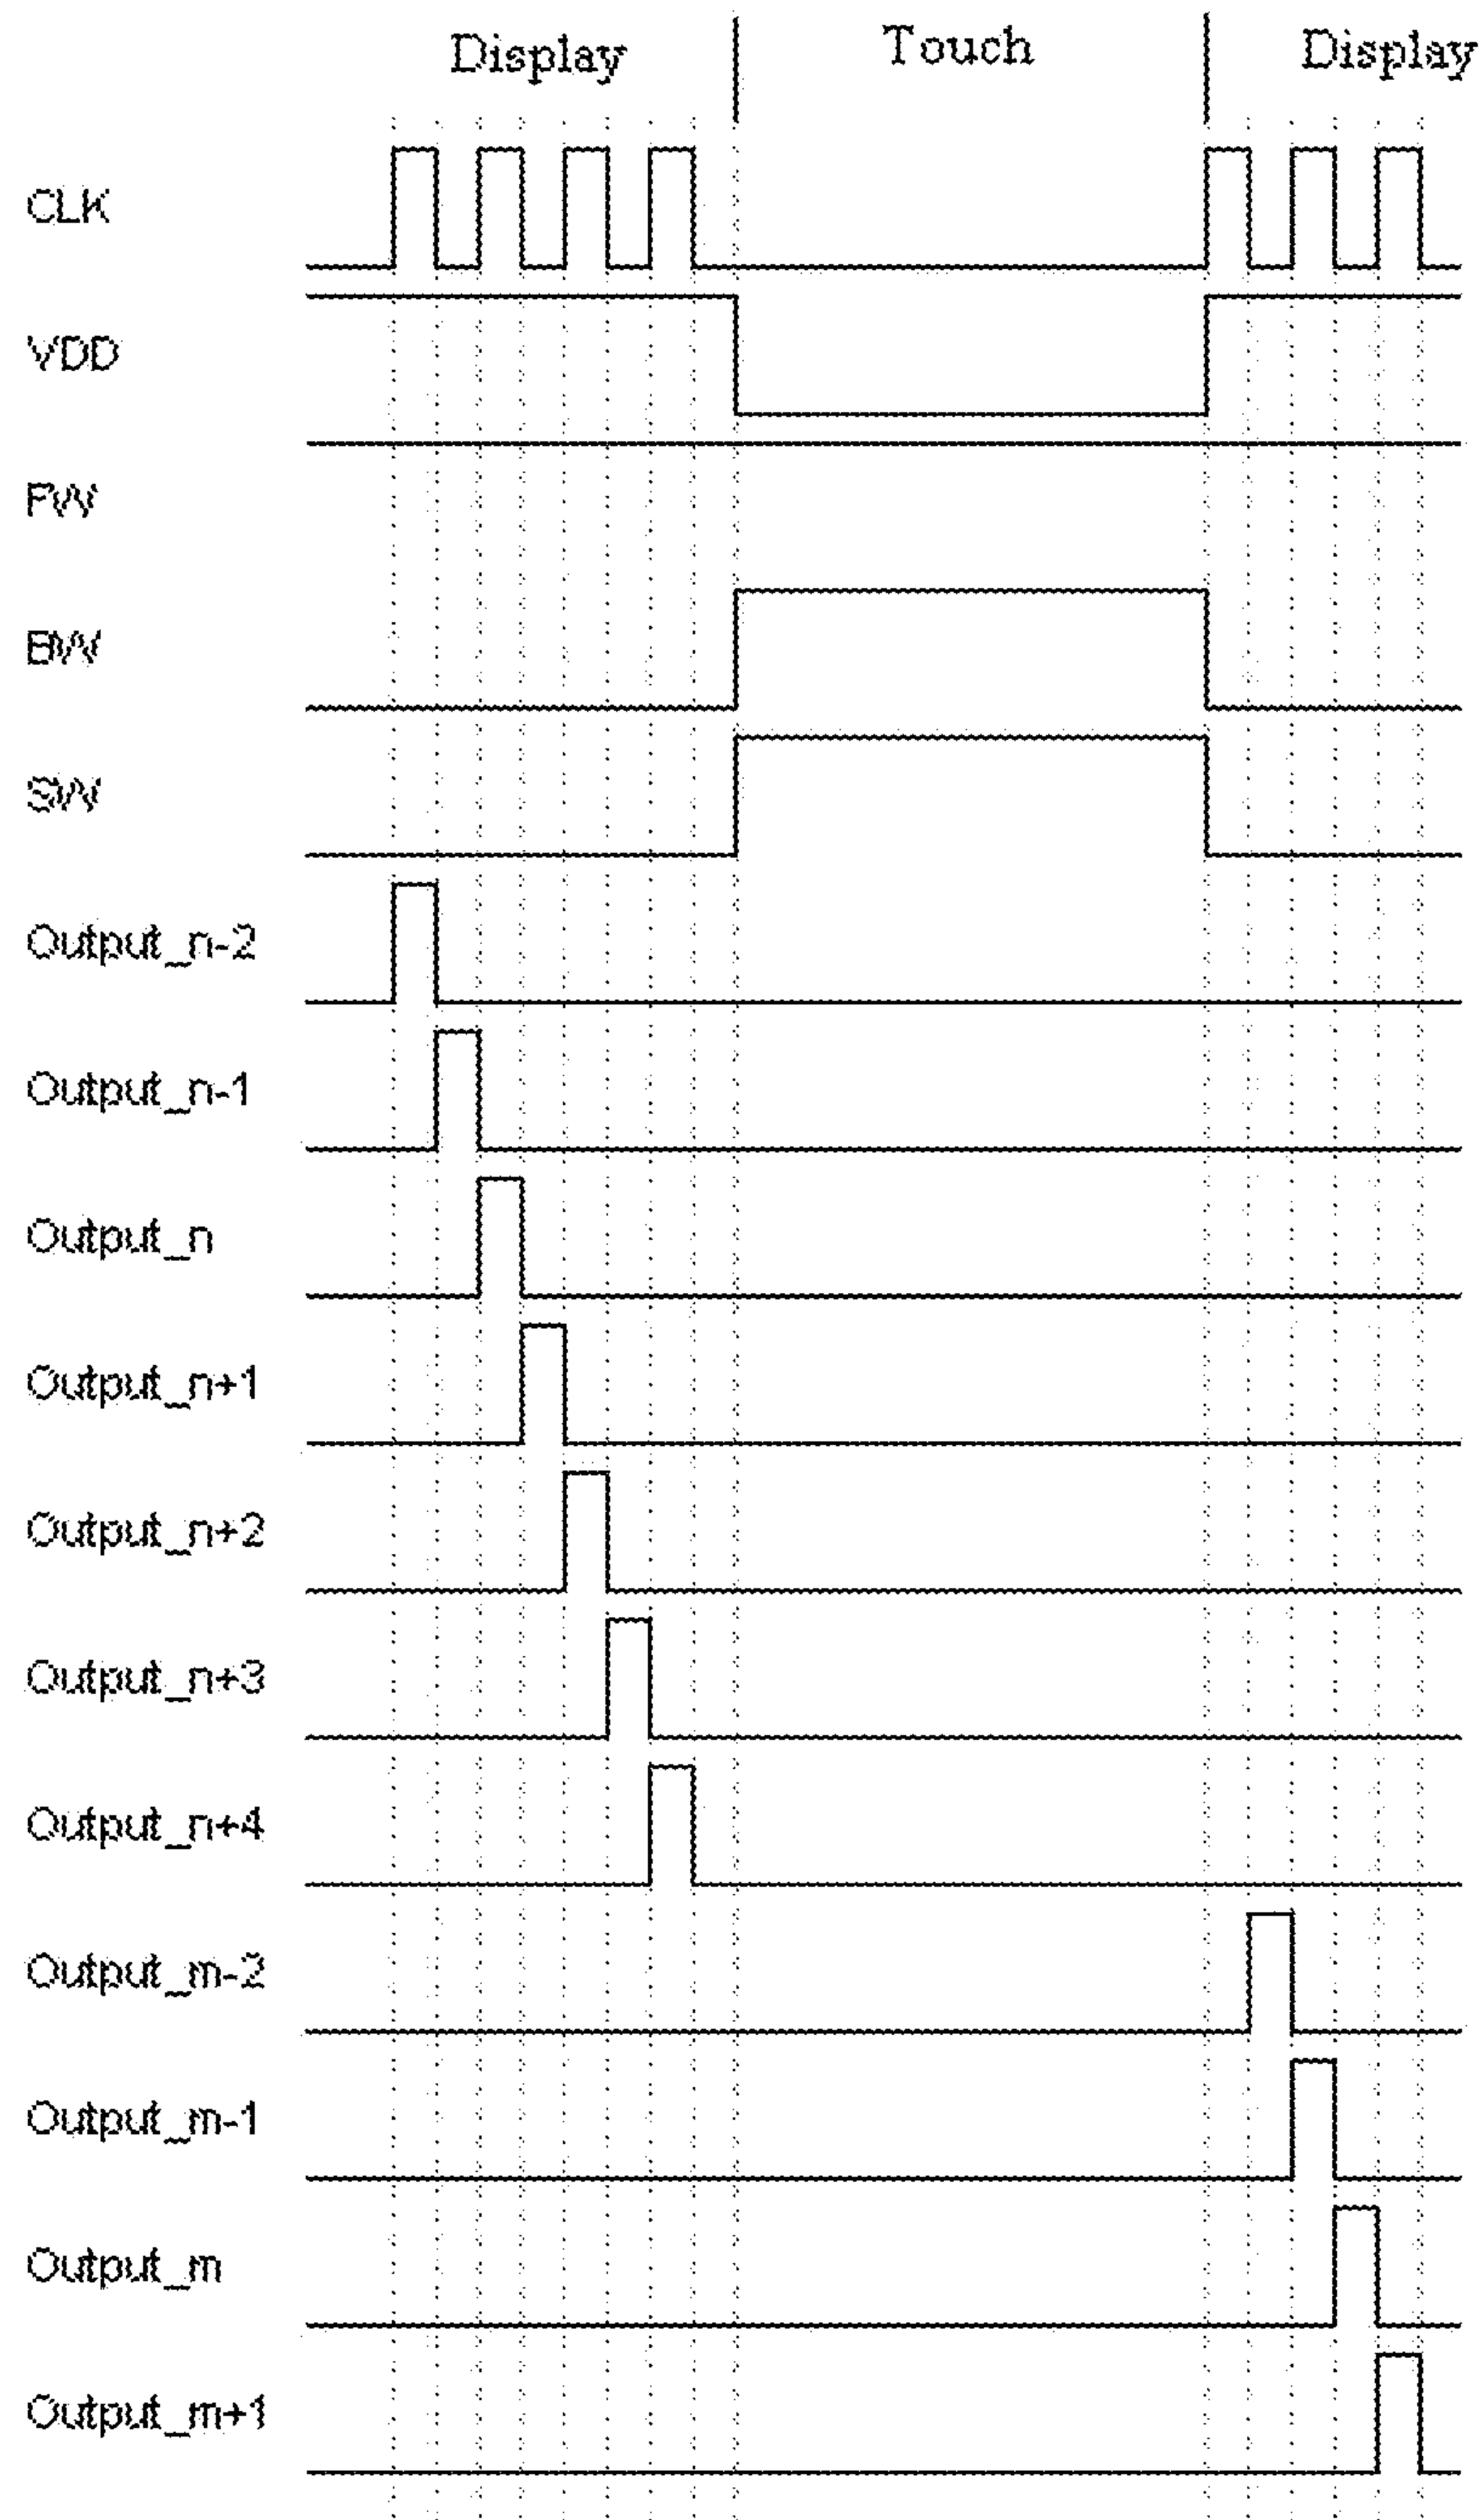 Display Touch Display
CLK
VDD
FW
BW
SW
Output_n-2
Output_n-1
Output_n
Output_n+1
Output_n+2
Output_n+3
Output_n+4
Output_m-2
Output_m-1
Output_m
Output_m+1